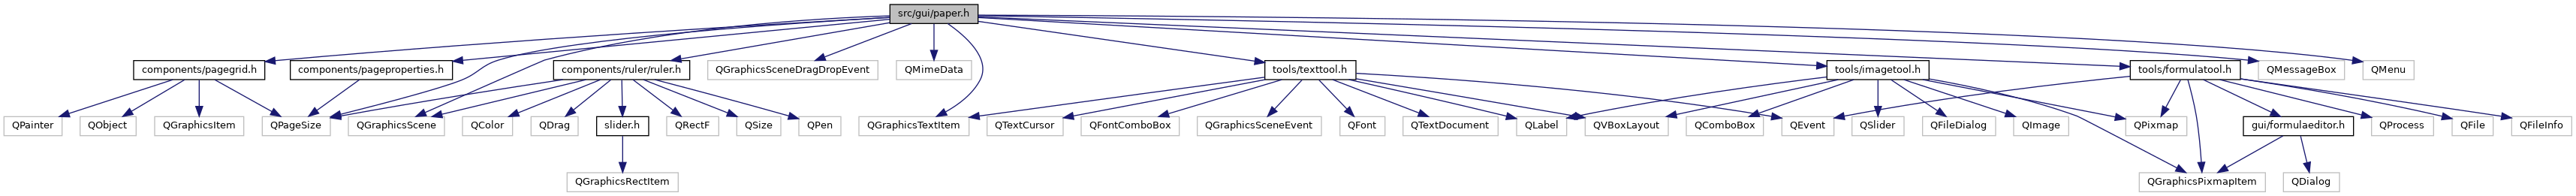 src/gui/paper.h
components/pagegrid.h
components/pageproperties.h
components/ruler/ruler.h
QGraphicsSceneDragDropEvent
QMimeData
tools/texttool.h
tools/imagetool.h
tools/formulatool.h
QMessageBox
QMenu
QPainter
QObject
QGraphicsItem
QPageSize
QGraphicsScene
QColor
QDrag
slider.h
QRectF
QSize
QPen
QGraphicsTextItem
QTextCursor
QFontComboBox
QGraphicsSceneEvent
QFont
QTextDocument
QLabel
QVBoxLayout
QComboBox
QEvent
QSlider
QFileDialog
QImage
QPixmap
gui/formulaeditor.h
QProcess
QFile
QFileInfo
QGraphicsRectItem
QGraphicsPixmapItem
QDialog